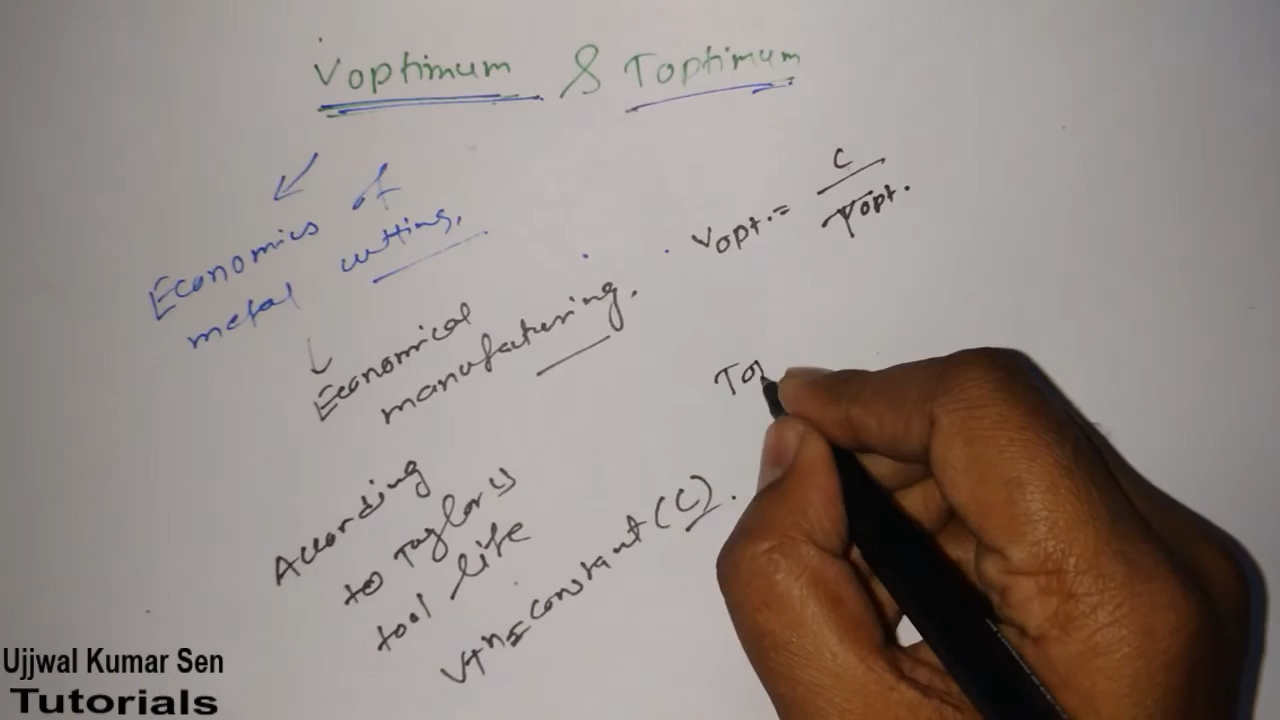 Voptimum & Toptimum
Economics of
metal cutting.
Economical
manufacturing.
Vopt. = C
Topt.
To
According
to Taylor's
tool life
VTn = constant (C).
Ujjwal Kumar Sen
Tutorials